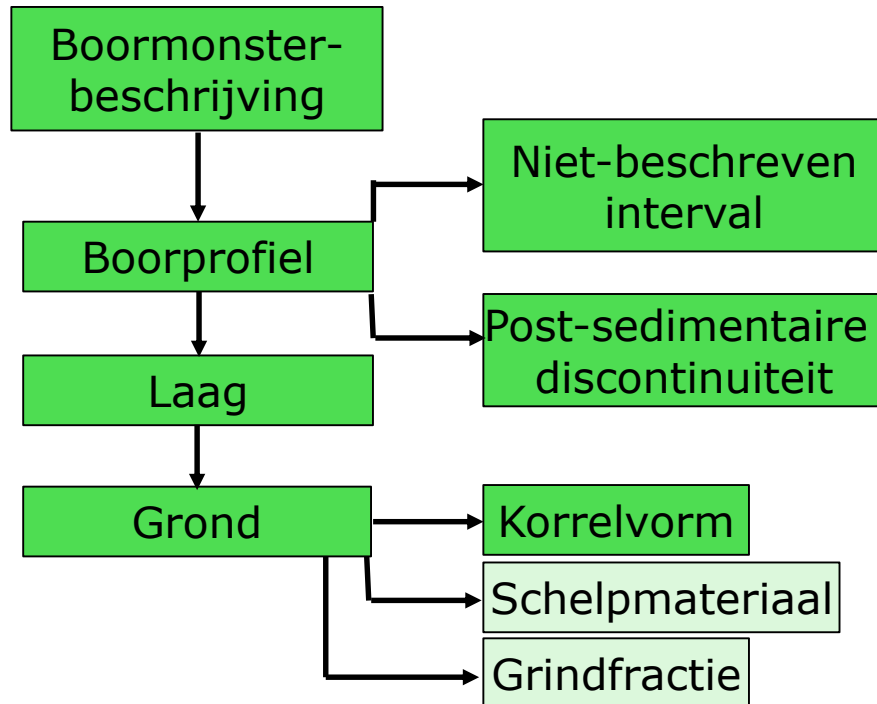 Boormonster-
beschrijving
Niet-beschreven
interval
Boorprofiel
Post-sedimentaire
discontinuiteit
Laag
Grond
Korrelvorm
Schelpmateriaal
Grindfractie